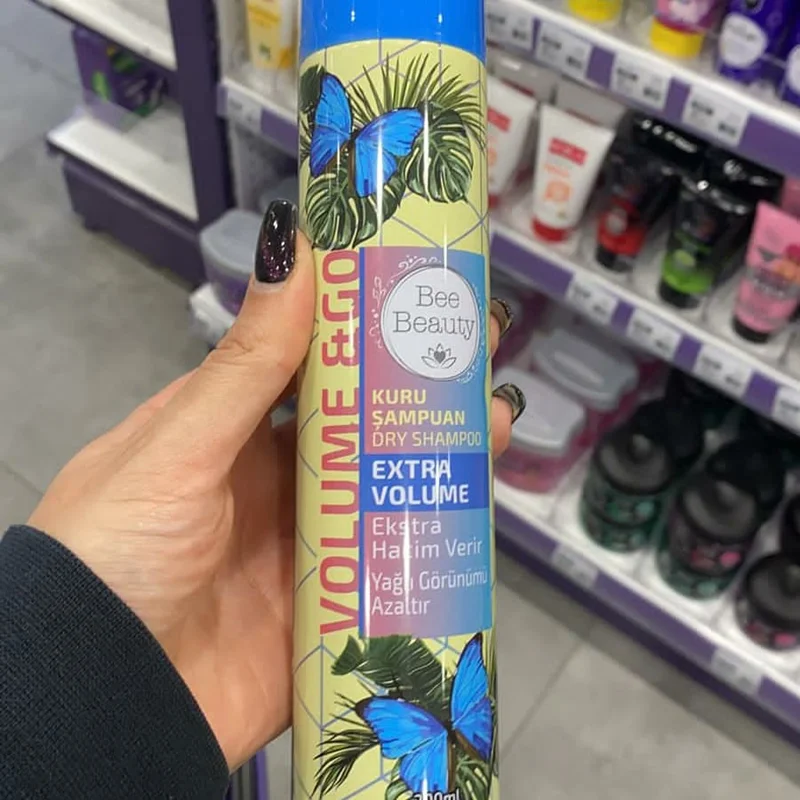 VOLUME & GO
Bee
Beauty
KURU
ŞAMPUAN
DRY SHAMPOO
EXTRA
VOLUME
Ekstra
Hacim Verir
Yağlı Görünümü
Azaltır